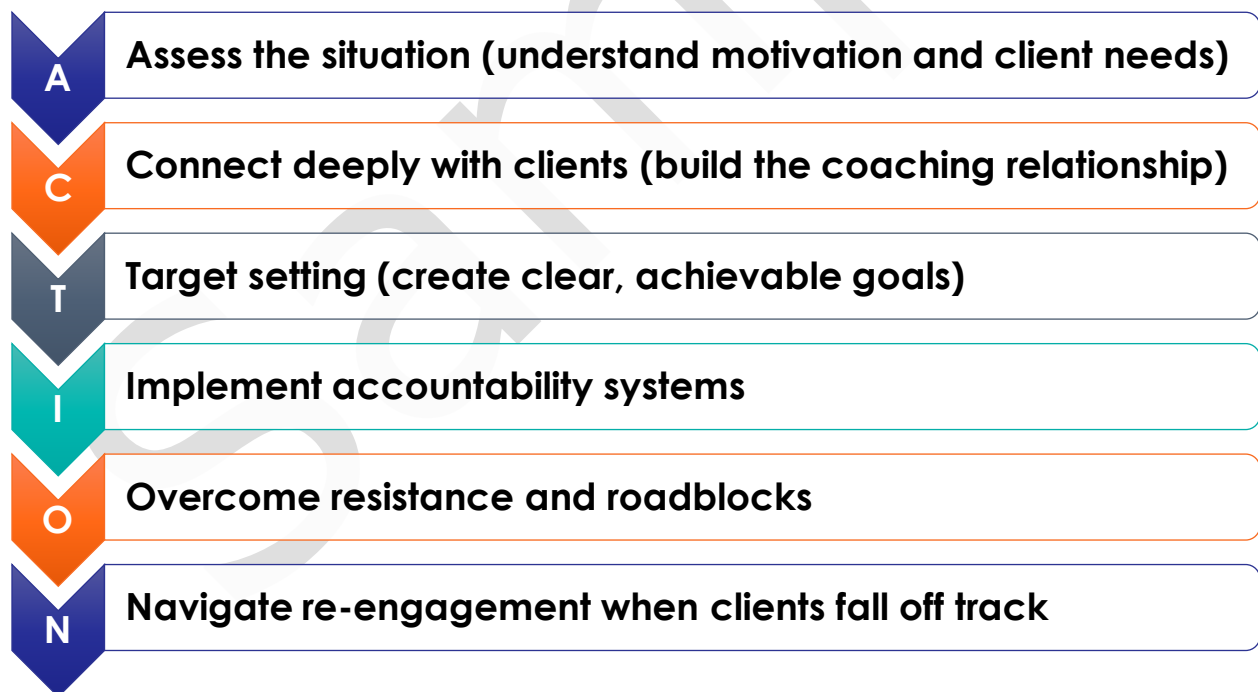 A
Assess the situation (understand motivation and client needs)
C
Connect deeply with clients (build the coaching relationship)
T
Target setting (create clear, achievable goals)
I
Implement accountability systems
O
Overcome resistance and roadblocks
N
Navigate re-engagement when clients fall off track